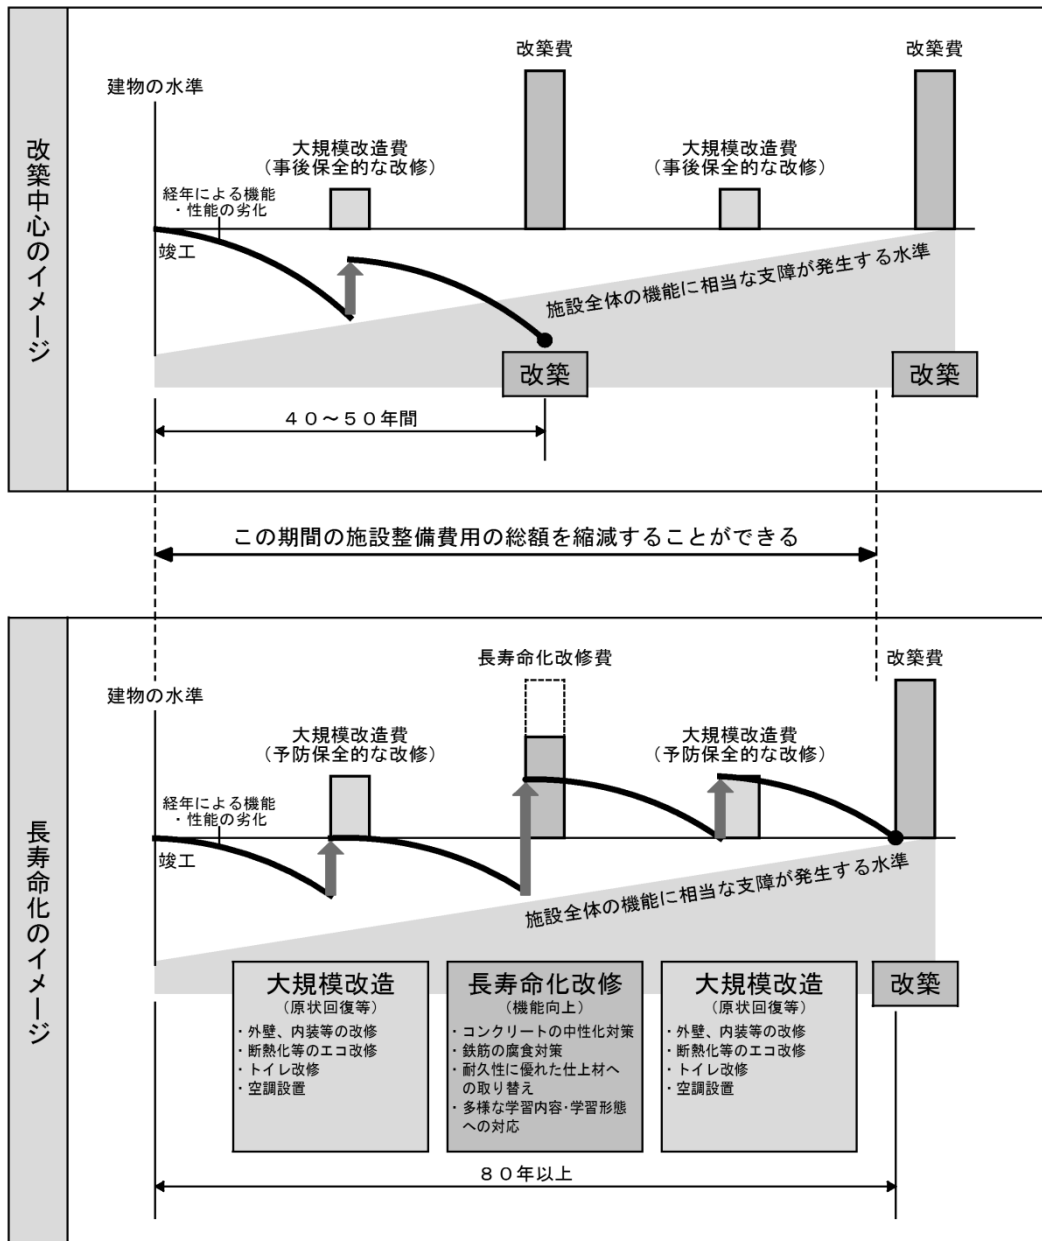 改築中心のイメージ
建物の水準
改築費
改築費
大規模改造費
（事後保全的な改修）
大規模改造費
（事後保全的な改修）
経年による機能
・性能の劣化
竣工
施設全体の機能に相当な支障が発生する水準
改築
改築
４０～５０年間
この期間の施設整備費用の総額を縮減することができる
長寿命化のイメージ
建物の水準
長寿命化改修費
改築費
大規模改造費
（予防保全的な改修）
大規模改造費
（予防保全的な改修）
経年による機能
・性能の劣化
竣工
施設全体の機能に相当な支障が発生する水準
大規模改造
（原状回復等）
・外壁、内装等の改修
・断熱化等のエコ改修
・トイレ改修
・空調設置
長寿命化改修
（機能向上）
・コンクリートの中性化対策
・鉄筋の腐食対策
・耐久性に優れた仕上材へ
の取り替え
・多様な学習内容・学習形態
への対応
大規模改造
（原状回復等）
・外壁、内装等の改修
・断熱化等のエコ改修
・トイレ改修
・空調設置
改築
８０年以上